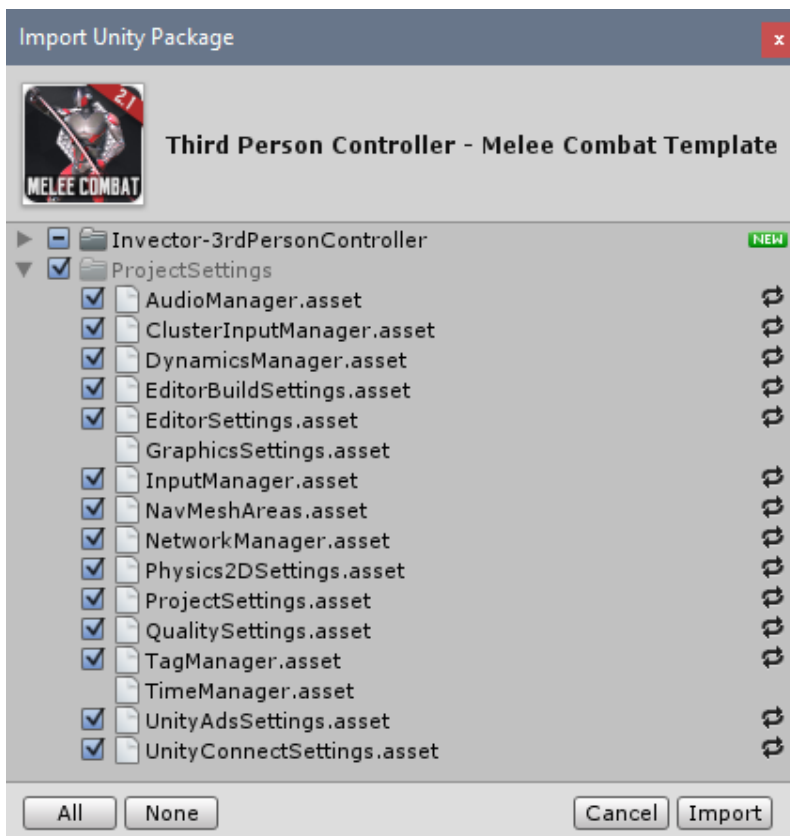 Import Unity Package
x
2.1
MELEE COMBAT
Third Person Controller - Melee Combat Template
Invector-3rdPersonController NEW
ProjectSettings
AudioManager.asset
ClusterInputManager.asset
DynamicsManager.asset
EditorBuildSettings.asset
EditorSettings.asset
GraphicsSettings.asset
InputManager.asset
NavMeshAreas.asset
NetworkManager.asset
Physics2DSettings.asset
ProjectSettings.asset
QualitySettings.asset
TagManager.asset
TimeManager.asset
UnityAdsSettings.asset
UnityConnectSettings.asset
All None Cancel Import